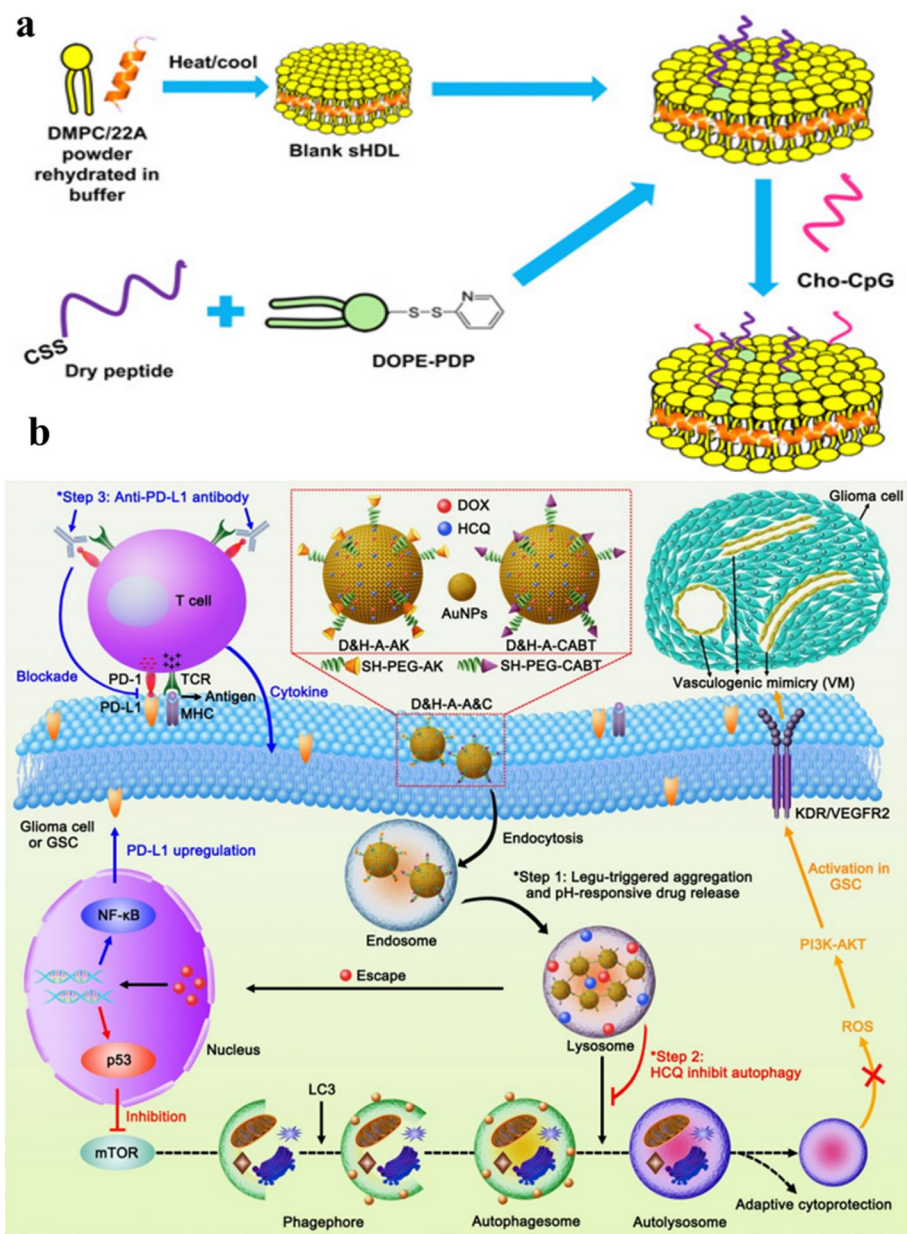 a
Heat/cool
DMPC/22A
powder
rehydrated in
buffer
Blank sHDL
Cho-CpG
CSS
Dry peptide
S-S
N
DOPE-PDP
b
*Step 3: Anti-PD-L1 antibody
T cell
Blockade
PD-1
TCR
PD-L1
Antigen
MHC
Cytokine
DOX
HCQ
AuNPs
D&H-A-AK
D&H-A-CABT
SH-PEG-AK
SH-PEG-CABT
D&H-A-A&C
Glioma cell
Vasculogenic mimicry (VM)
KDR/VEGFR2
Glioma cell
or GSC
PD-L1 upregulation
Endocytosis
*Step 1: Legu-triggered aggregation
and pH-responsive drug release
Endosome
Activation in
GSC
PI3K-AKT
ROS
NF-κB
Escape
Nucleus
p53
Lysosome
*Step 2:
HCQ inhibit autophagy
Inhibition
LC3
mTOR
Phagephore
Autophagesome
Autolysosome
Adaptive cytoprotection